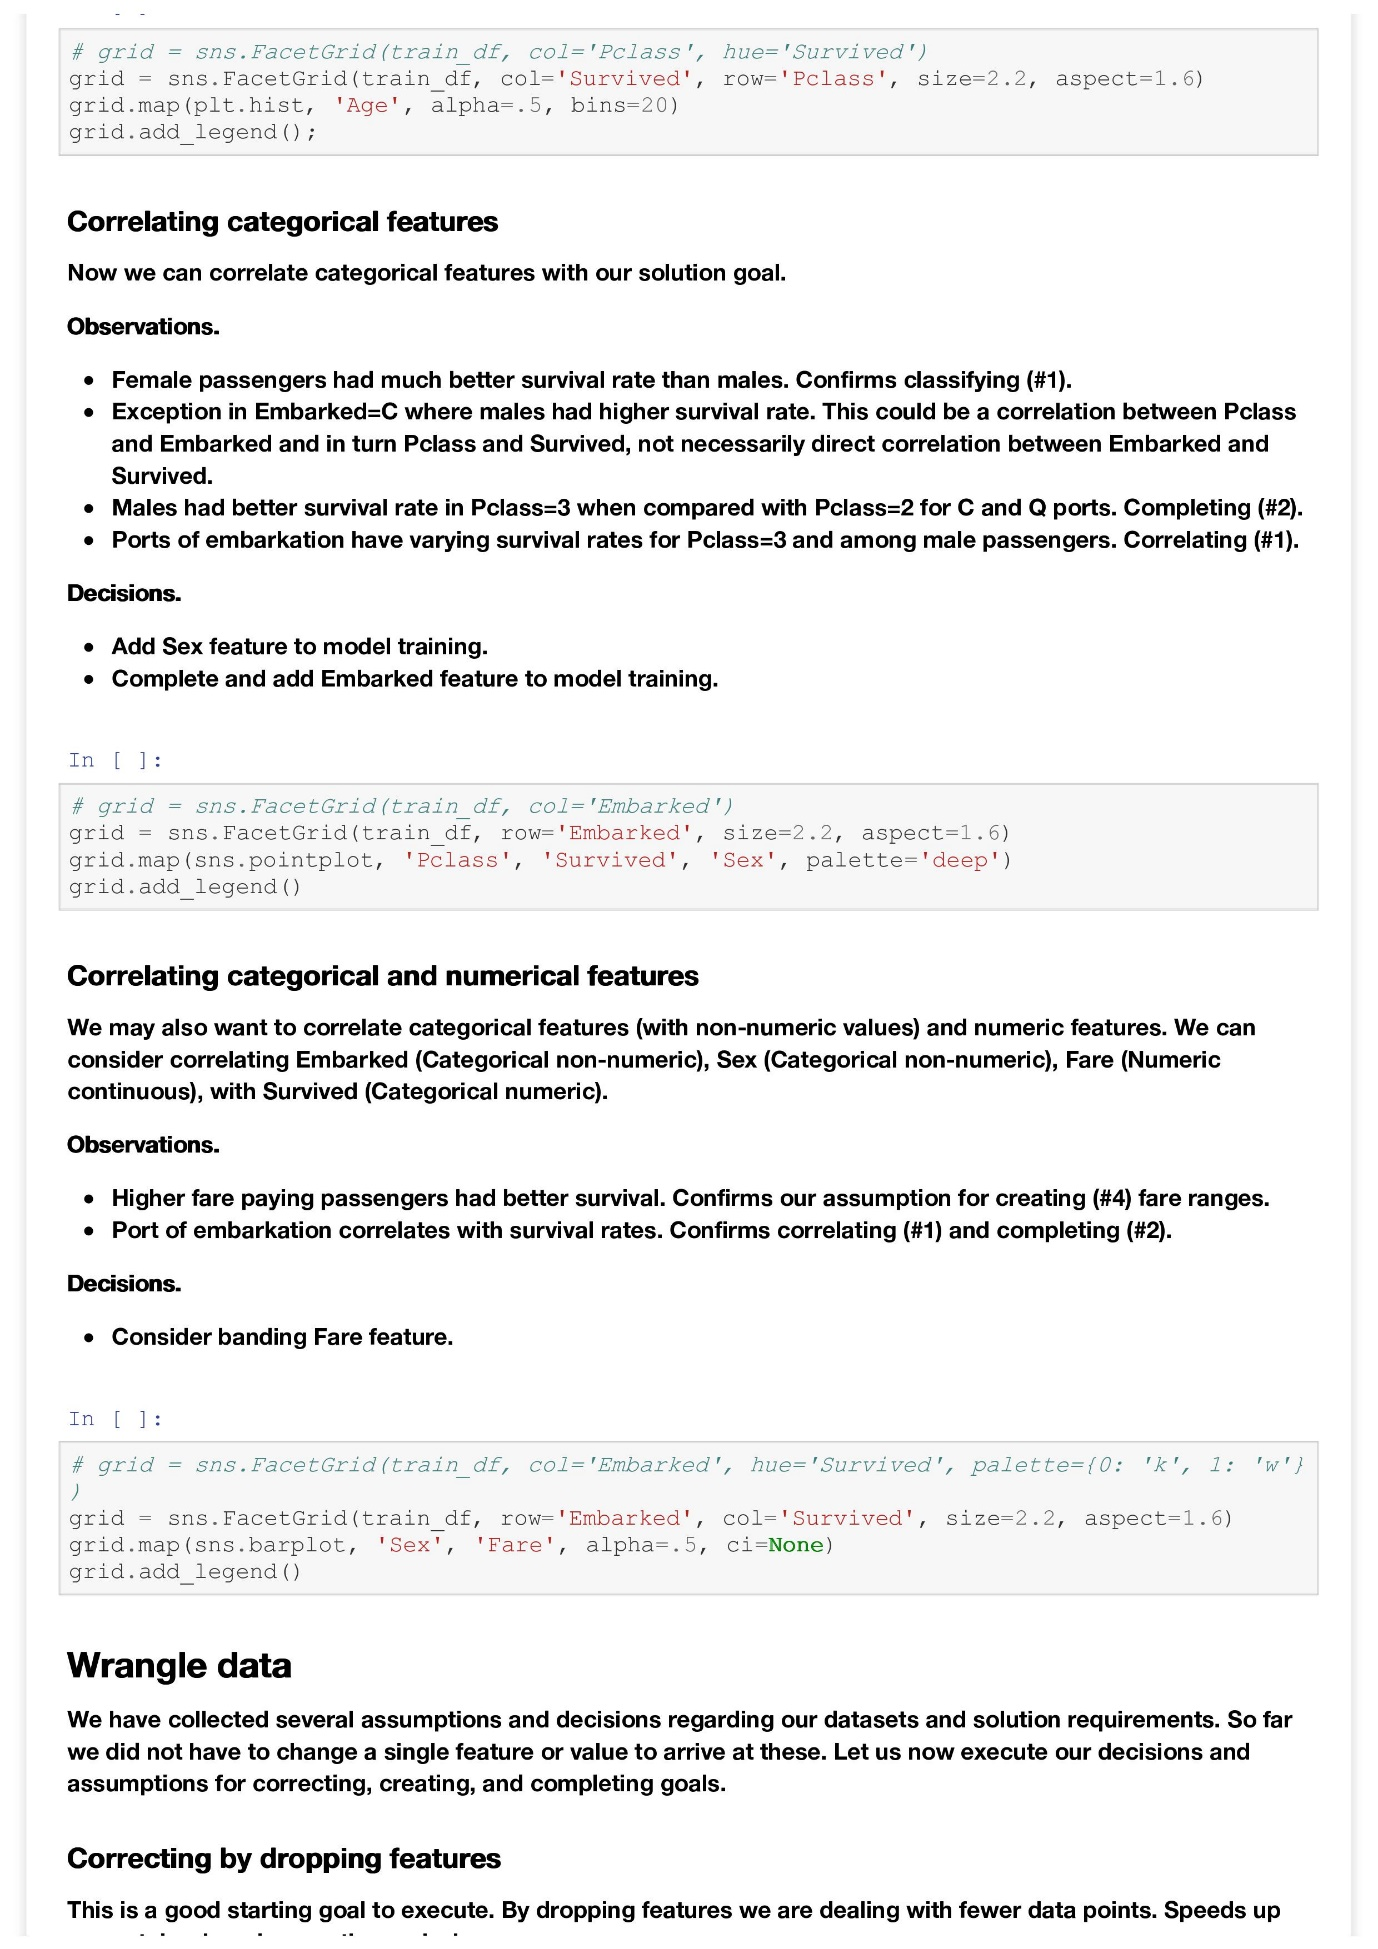 # grid = sns.FacetGrid(train_df, col='Pclass', hue='Survived')
grid = sns.FacetGrid(train_df, col='Survived', row='Pclass', size=2.2, aspect=1.6)
grid.map(plt.hist, 'Age', alpha=.5, bins=20)
grid.add_legend();
Correlating categorical features
Now we can correlate categorical features with our solution goal.
Observations.
• Female passengers had much better survival rate than males. Confirms classifying (#1).
• Exception in Embarked=C where males had higher survival rate. This could be a correlation between Pclass
and Embarked and in turn Pclass and Survived, not necessarily direct correlation between Embarked and
Survived.
• Males had better survival rate in Pclass=3 when compared with Pclass=2 for C and Q ports. Completing (#2).
• Ports of embarkation have varying survival rates for Pclass=3 and among male passengers. Correlating (#1).
Decisions.
• Add Sex feature to model training.
• Complete and add Embarked feature to model training.
In [ ]:
# grid = sns.FacetGrid(train_df, col='Embarked')
grid = sns.FacetGrid(train_df, row='Embarked', size=2.2, aspect=1.6)
grid.map(sns.pointplot, 'Pclass', 'Survived', 'Sex', palette='deep')
grid.add_legend()
Correlating categorical and numerical features
We may also want to correlate categorical features (with non-numeric values) and numeric features. We can
consider correlating Embarked (Categorical non-numeric), Sex (Categorical non-numeric), Fare (Numeric
continuous), with Survived (Categorical numeric).
Observations.
• Higher fare paying passengers had better survival. Confirms our assumption for creating (#4) fare ranges.
• Port of embarkation correlates with survival rates. Confirms correlating (#1) and completing (#2).
Decisions.
• Consider banding Fare feature.
In [ ]:
# grid = sns.FacetGrid(train_df, col='Embarked', hue='Survived', palette={0: 'k', 1: 'w'}
)
grid = sns.FacetGrid(train_df, row='Embarked', col='Survived', size=2.2, aspect=1.6)
grid.map(sns.barplot, 'Sex', 'Fare', alpha=.5, ci=None)
grid.add_legend()
Wrangle data
We have collected several assumptions and decisions regarding our datasets and solution requirements. So far
we did not have to change a single feature or value to arrive at these. Let us now execute our decisions and
assumptions for correcting, creating, and completing goals.
Correcting by dropping features
This is a good starting goal to execute. By dropping features we are dealing with fewer data points. Speeds up